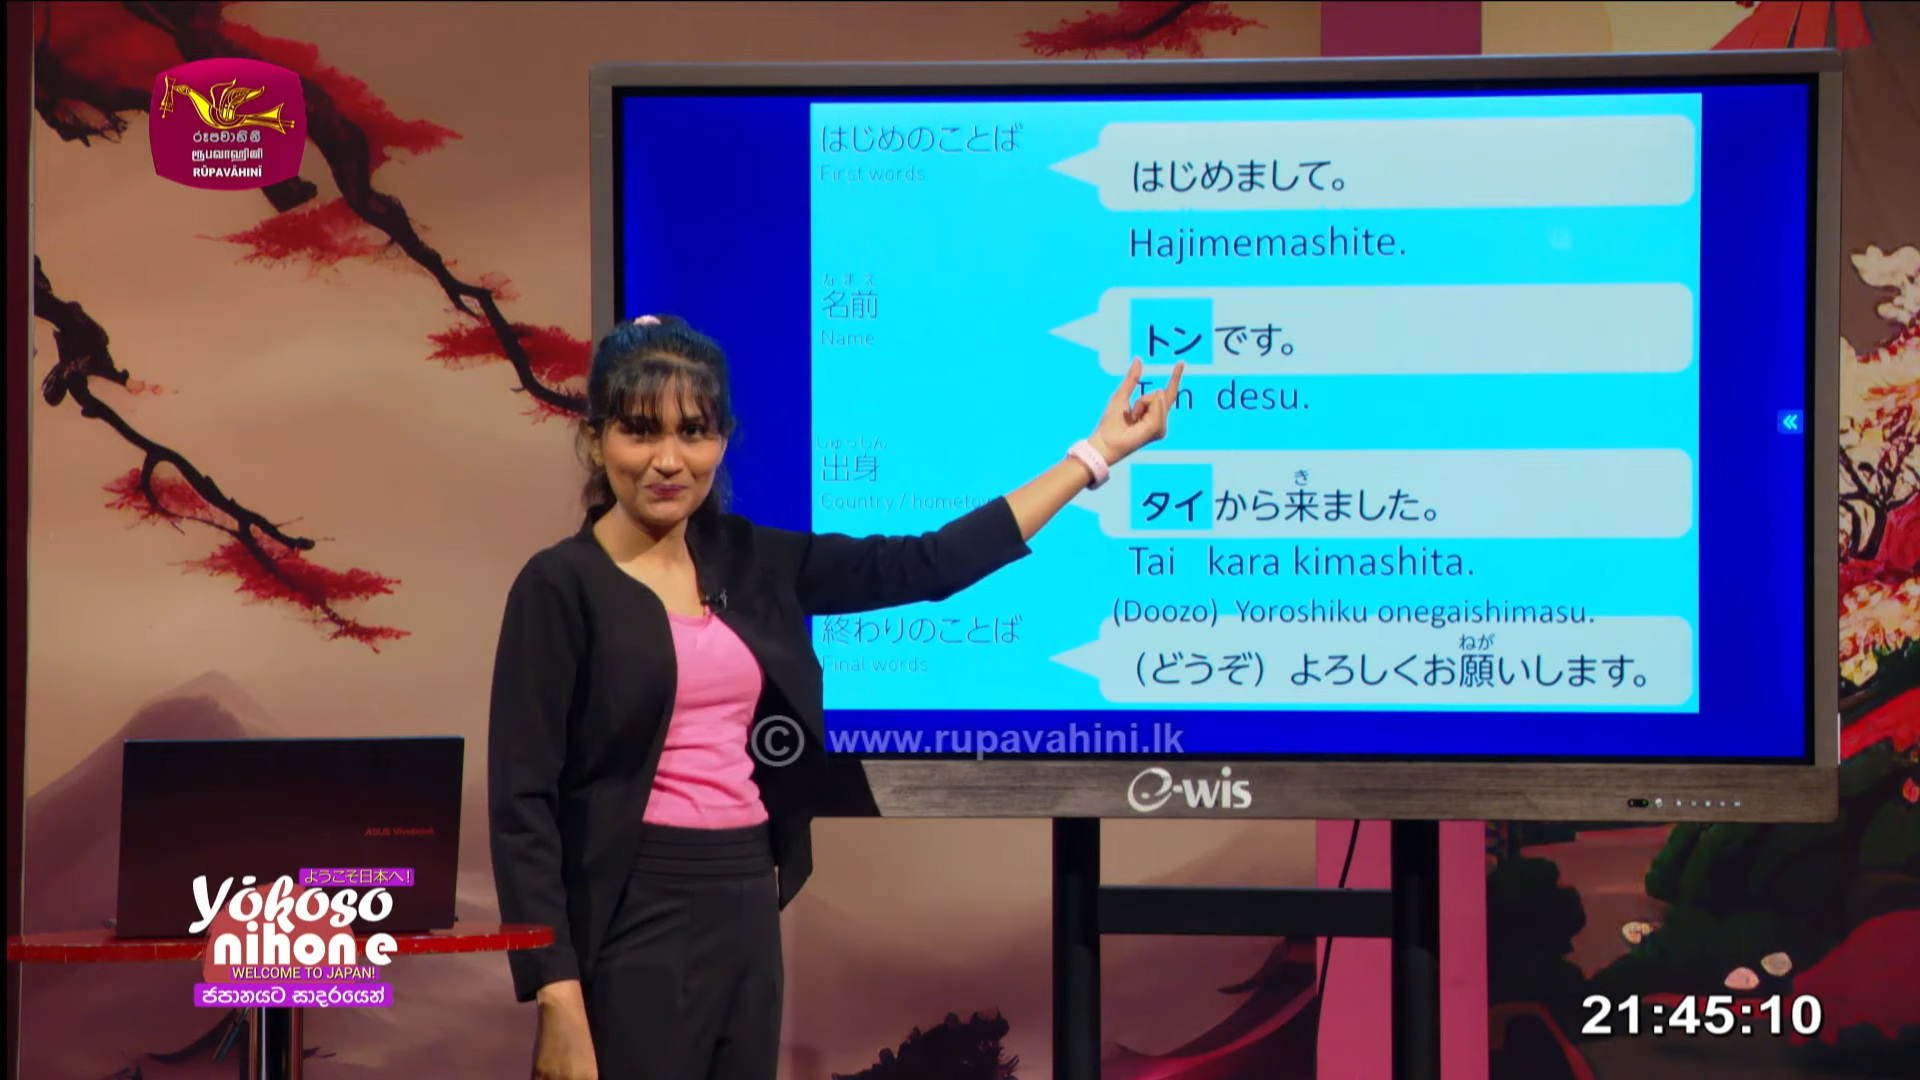 රූපවාහිනී
ரூபவாஹினி
RŪPAVĀHINĪ
はじめのことば
First words
はじめまして。
Hajimemashite.
なまえ
名前
Name
トンです。
desu.
しゅっしん
出身
Country / hometow
き
タイから来ました。
Tai kara kimashita.
(Doozo) Yoroshiku onegaishimasu.
終わりのことば
Final words
ねが
（どうぞ）よろしくお願いします。
© www.rupavahini.lk
e-wis
ASUS Vivobook
ようこそ日本へ!
Yokoso
nihon e
WELCOME TO JAPAN!
ජපානයට සාදරයෙන්
21:45:10